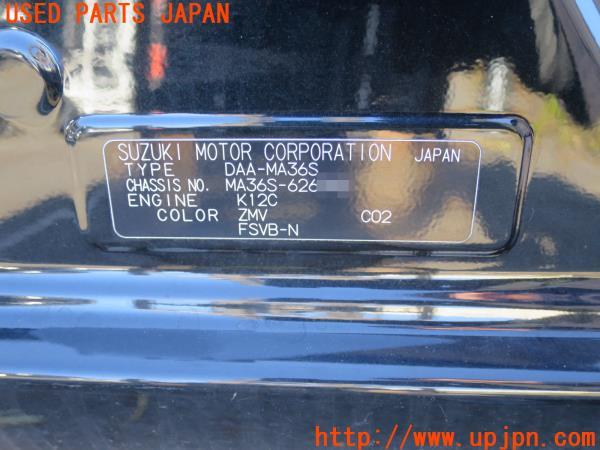 USED PARTS JAPAN
SUZUKI MOTOR CORPORATION JAPAN
TYPE DAA-MA36S
CHASSIS NO. MA36S-626
ENGINE K12C
COLOR ZMV C02
FSVB-N
http://www.upjpn.com/